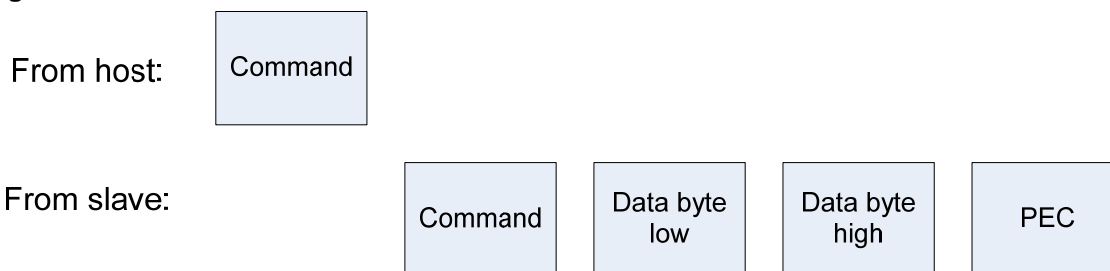 From host:
Command
From slave:
Command
Data byte
low
Data byte
high
PEC